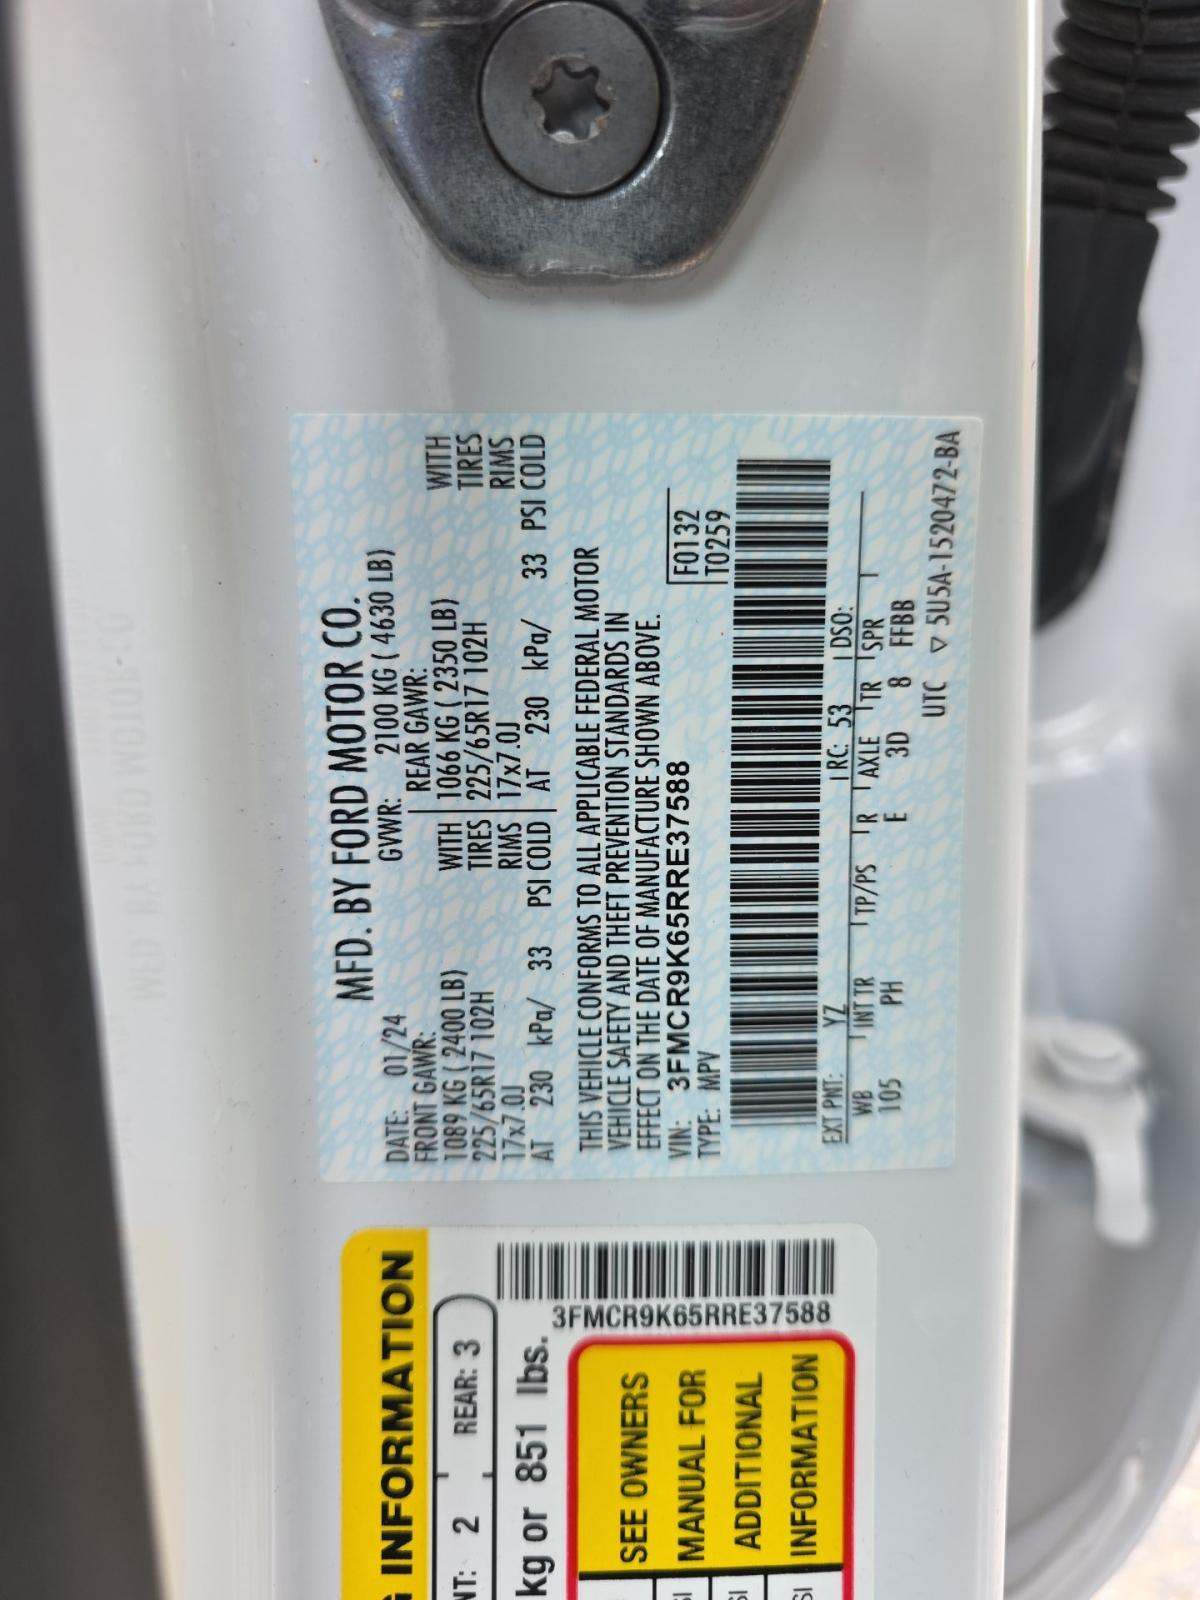 MFD. BY FORD MOTOR CO.
DATE: 01/24 GVWR: 2100 KG ( 4630 LB)
FRONT GAWR: REAR GAWR:
1089 KG ( 2400 LB) WITH 1066 KG ( 2350 LB) WITH
225/65R17 102H TIRES 225/65R17 102H TIRES
17x7.0J RIMS 17x7.0J RIMS
AT 230 kPa/ 33 PSI COLD AT 230 kPa/ 33 PSI COLD
THIS VEHICLE CONFORMS TO ALL APPLICABLE FEDERAL MOTOR
VEHICLE SAFETY AND THEFT PREVENTION STANDARDS IN
EFFECT ON THE DATE OF MANUFACTURE SHOWN ABOVE.
VIN: 3FMCR9K65RRE37588 F0132
TYPE: MPV T0259
EXT PNT: YZ RC: 53 DSO:
WB INT TR TP/PS R AXLE TR SPR
105 PH E 3D 8 FFBB
UTC ▽ 5U5A-1520472-BA
INFORMATION
2 REAR: 3
kg or 851 lbs.
3FMCR9K65RRE37588
SEE OWNERS
MANUAL FOR
ADDITIONAL
INFORMATION